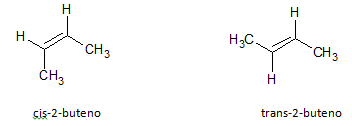 H
H
CH3
CH3
cis-2-buteno
H
H3C
CH3
H
trans-2-buteno